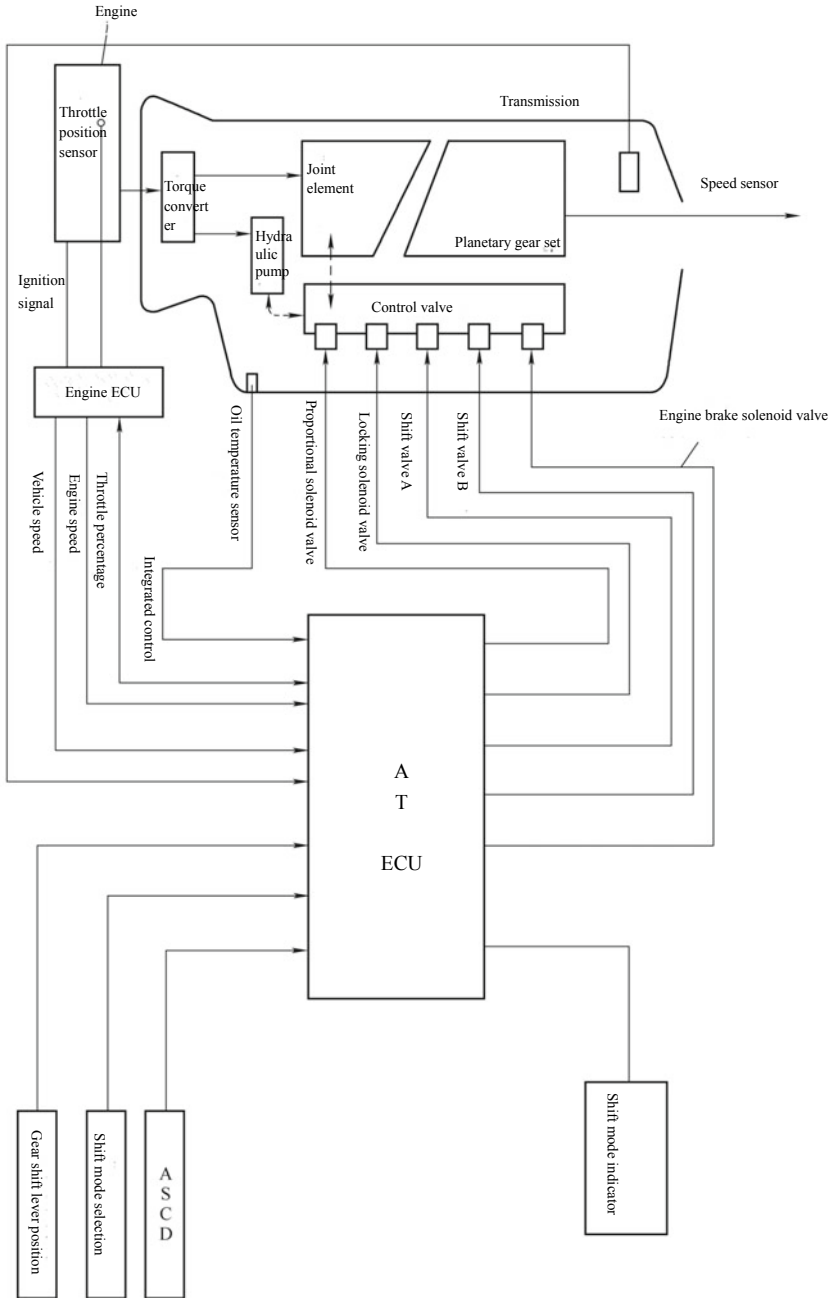 Engine
Throttle
position
sensor
Transmission
Torque
convert
er
Joint
element
Hydra
ulic
pump
Planetary gear set
Speed sensor
Control valve
Ignition
signal
Engine ECU
Vehicle speed
Engine speed
Throttle percentage
Integrated control
Oil temperature sensor
Proportional solenoid valve
Locking solenoid valve
Shift valve A
Shift valve B
Engine brake solenoid valve
A
T
ECU
Gear shift lever position
Shift mode selection
A
S
C
D
Shift mode indicator